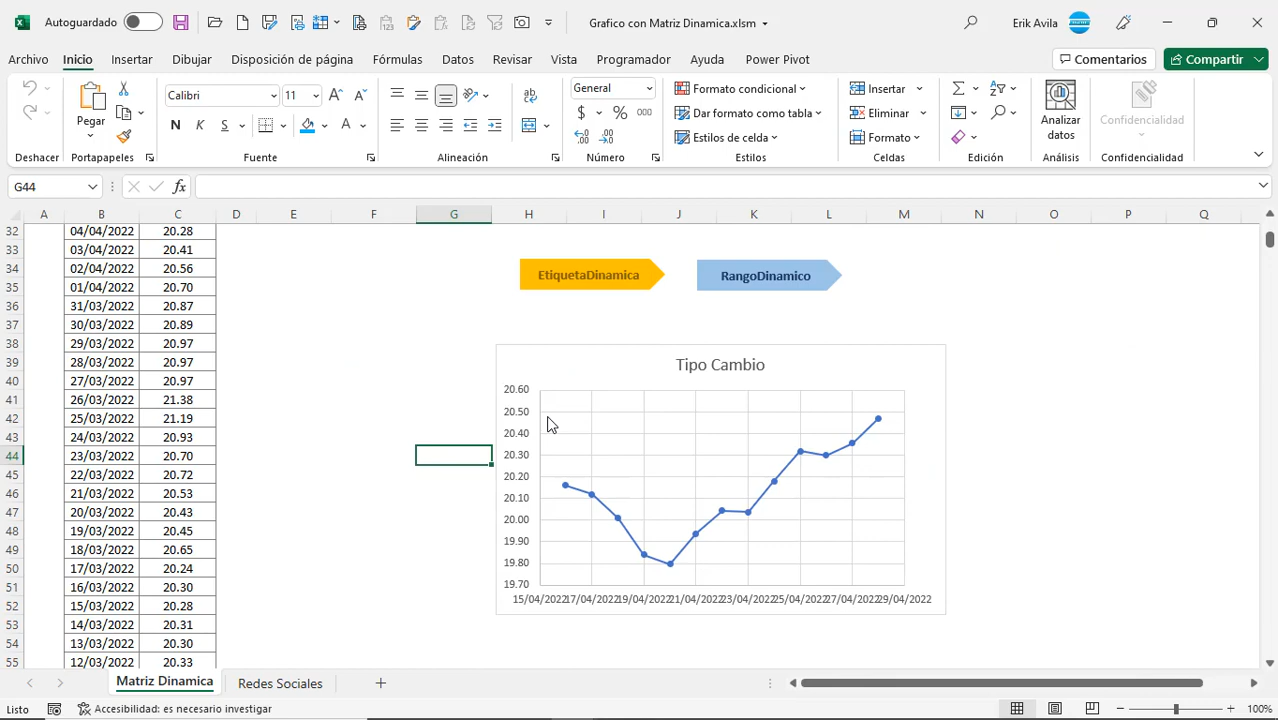 Autoguardado
Grafico con Matriz Dinamica.xlsm
Erik Avila
Archivo Inicio Insertar Dibujar Disposición de página Fórmulas Datos Revisar Vista Programador Ayuda Power Pivot
Comentarios Compartir
Pegar
Calibri 11
N K S
General
$ % 000
Formato condicional
Dar formato como tabla
Estilos de celda
Insertar
Eliminar
Formato
Analizar datos
Confidencialidad
Deshacer Portapapeles Fuente Alineación Número Estilos Celdas Edición Análisis Confidencialidad
G44 fx
A B C D E F G H I J K L M N O P Q
32 04/04/2022 20.28
33 03/04/2022 20.41
34 02/04/2022 20.56
35 01/04/2022 20.70
36 31/03/2022 20.87
37 30/03/2022 20.89
38 29/03/2022 20.97
39 28/03/2022 20.97
40 27/03/2022 20.97
41 26/03/2022 21.38
42 25/03/2022 21.19
43 24/03/2022 20.93
44 23/03/2022 20.70
45 22/03/2022 20.72
46 21/03/2022 20.53
47 20/03/2022 20.43
48 19/03/2022 20.45
49 18/03/2022 20.65
50 17/03/2022 20.24
51 16/03/2022 20.30
52 15/03/2022 20.28
53 14/03/2022 20.31
54 13/03/2022 20.30
55 12/03/2022 20.33
EtiquetaDinamica
RangoDinamico
Tipo Cambio
20.60
20.50
20.40
20.30
20.20
20.10
20.00
19.90
19.80
19.70
15/04/2022 17/04/2022 19/04/2022 21/04/2022 23/04/2022 25/04/2022 27/04/2022 29/04/2022
Matriz Dinamica Redes Sociales
Listo Accesibilidad: es necesario investigar 100%